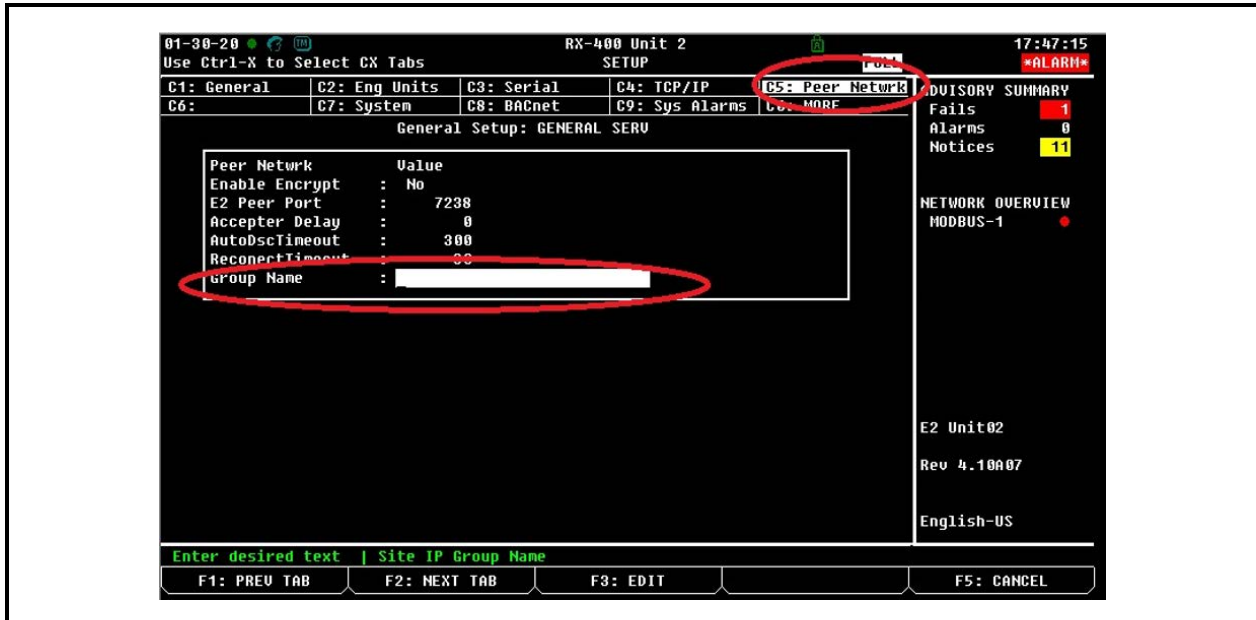 01-30-20 TM RX-400 Unit 2 A 17:47:15
Use Ctrl-X to Select CX Tabs SETUP FULL *ALARM*
C1: General C2: Eng Units C3: Serial C4: TCP/IP C5: Peer Netwrk
C6: C7: System C8: BACnet C9: Sys Alarms C0: MORE
General Setup: GENERAL SERV
Peer Netwrk Value
Enable Encrypt : No
E2 Peer Port : 7238
Accepter Delay : 0
AutoDscTimeout : 300
ReconectTimeout :
Group Name :
ADVISORY SUMMARY
Fails 1
Alarms 0
Notices 11
NETWORK OVERVIEW
MODBUS-1
E2 Unit02
Rev 4.10A07
English-US
Enter desired text | Site IP Group Name
F1: PREV TAB F2: NEXT TAB F3: EDIT F5: CANCEL